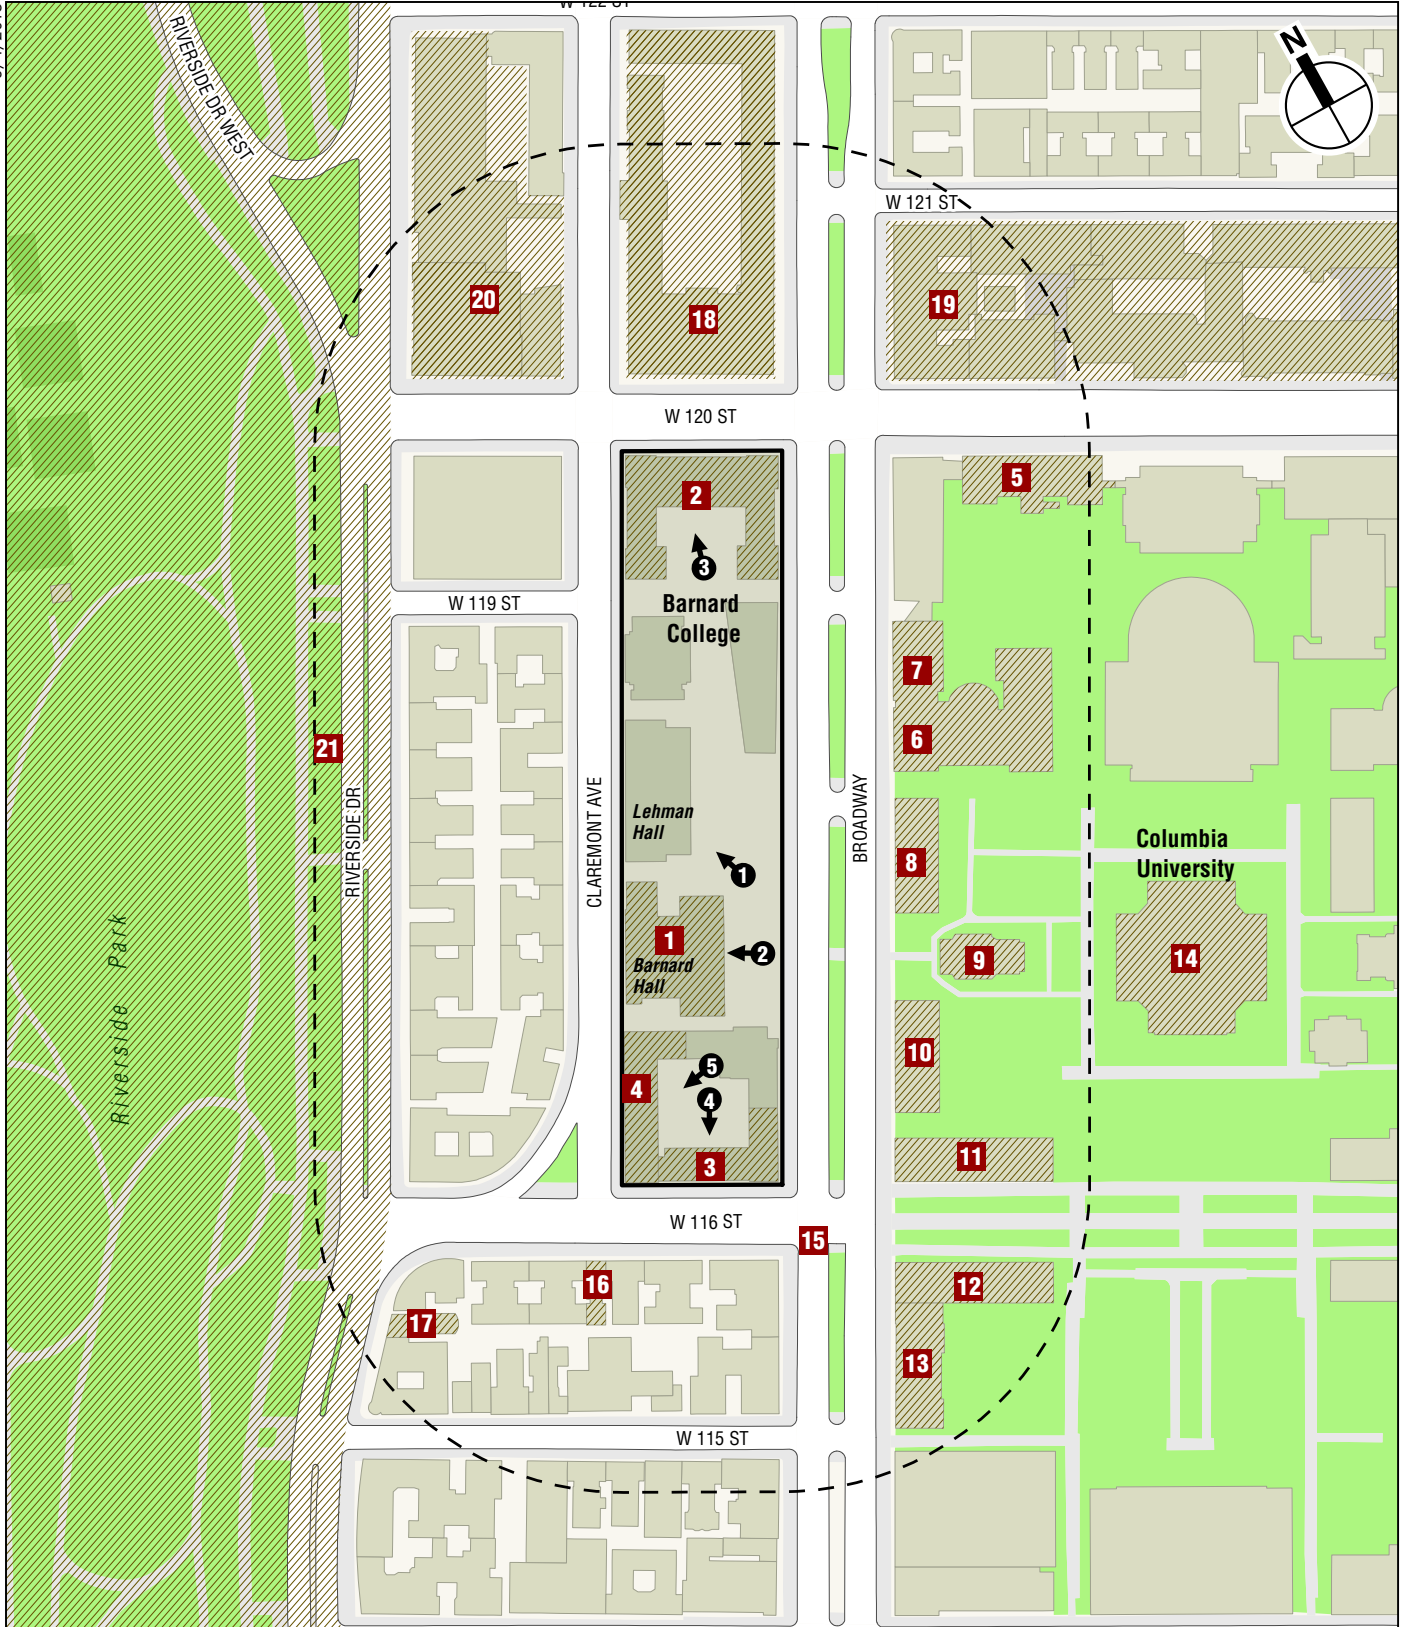 W 122 ST
RIVERSIDE DR WEST
N
W 121 ST
20
18
19
W 120 ST
2
5
3
Barnard
College
W 119 ST
7
6
21
RIVERSIDE DR
CLAREMONT AVE
BROADWAY
Lehman
Hall
Columbia
University
8
1
1
2
Barnard
Hall
9
14
Riverside Park
10
5
4
4
3
11
W 116 ST
15
16
17
12
13
W 115 ST